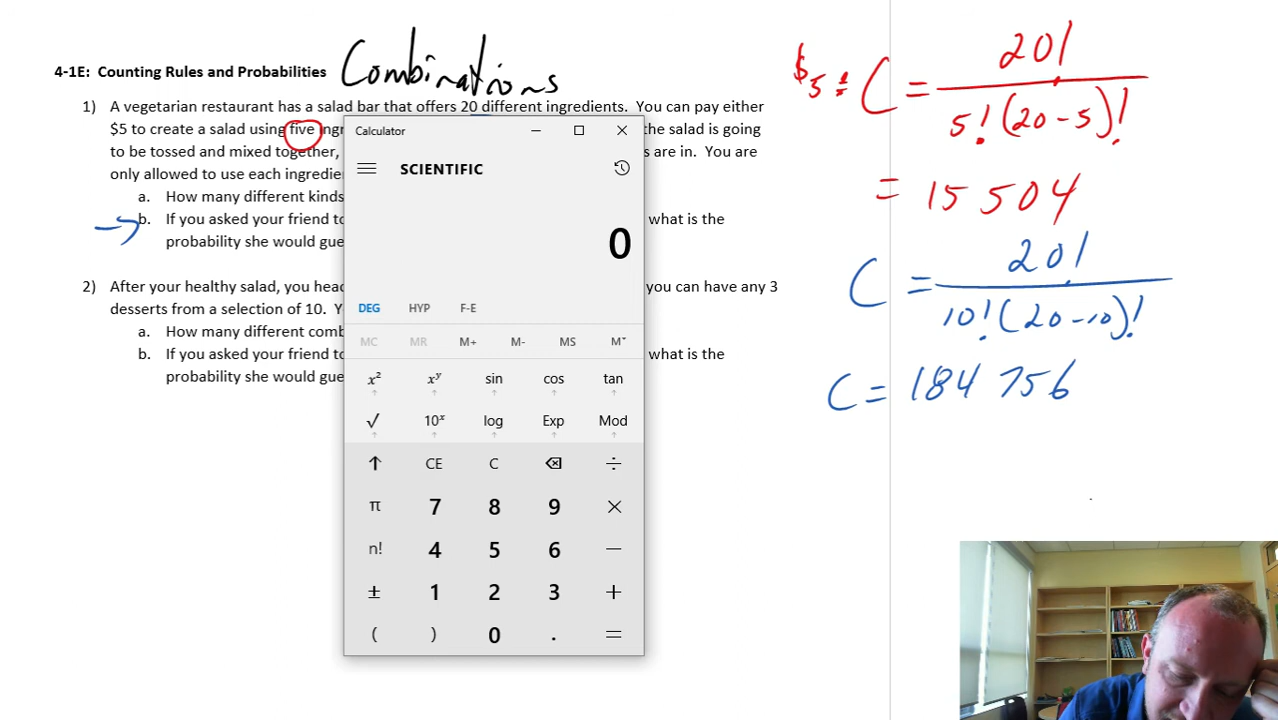 Combinations
4-1E: Counting Rules and Probabilities
1) A vegetarian restaurant has a salad bar that offers 20 different ingredients. You can pay either
$5 to create a salad using five ingr the salad is going
to be tossed and mixed together, s are in. You are
only allowed to use each ingredie
a. How many different kinds
b. If you asked your friend to what is the
probability she would gue
2) After your healthy salad, you head you can have any 3
desserts from a selection of 10. Y
a. How many different comb
b. If you asked your friend to what is the
probability she would gue
Calculator
SCIENTIFIC
0
DEG HYP F-E
MC MR M+ M- MS M˅
x² xʸ sin cos tan
√ 10ˣ log Exp Mod
↑ CE C ⌫ ÷
π 7 8 9 ×
n! 4 5 6 −
± 1 2 3 +
( ) 0 . =
$5 : C = 20! / 5! (20-5)!
= 15 504
C = 20! / 10! (20-10)!
C = 184 756